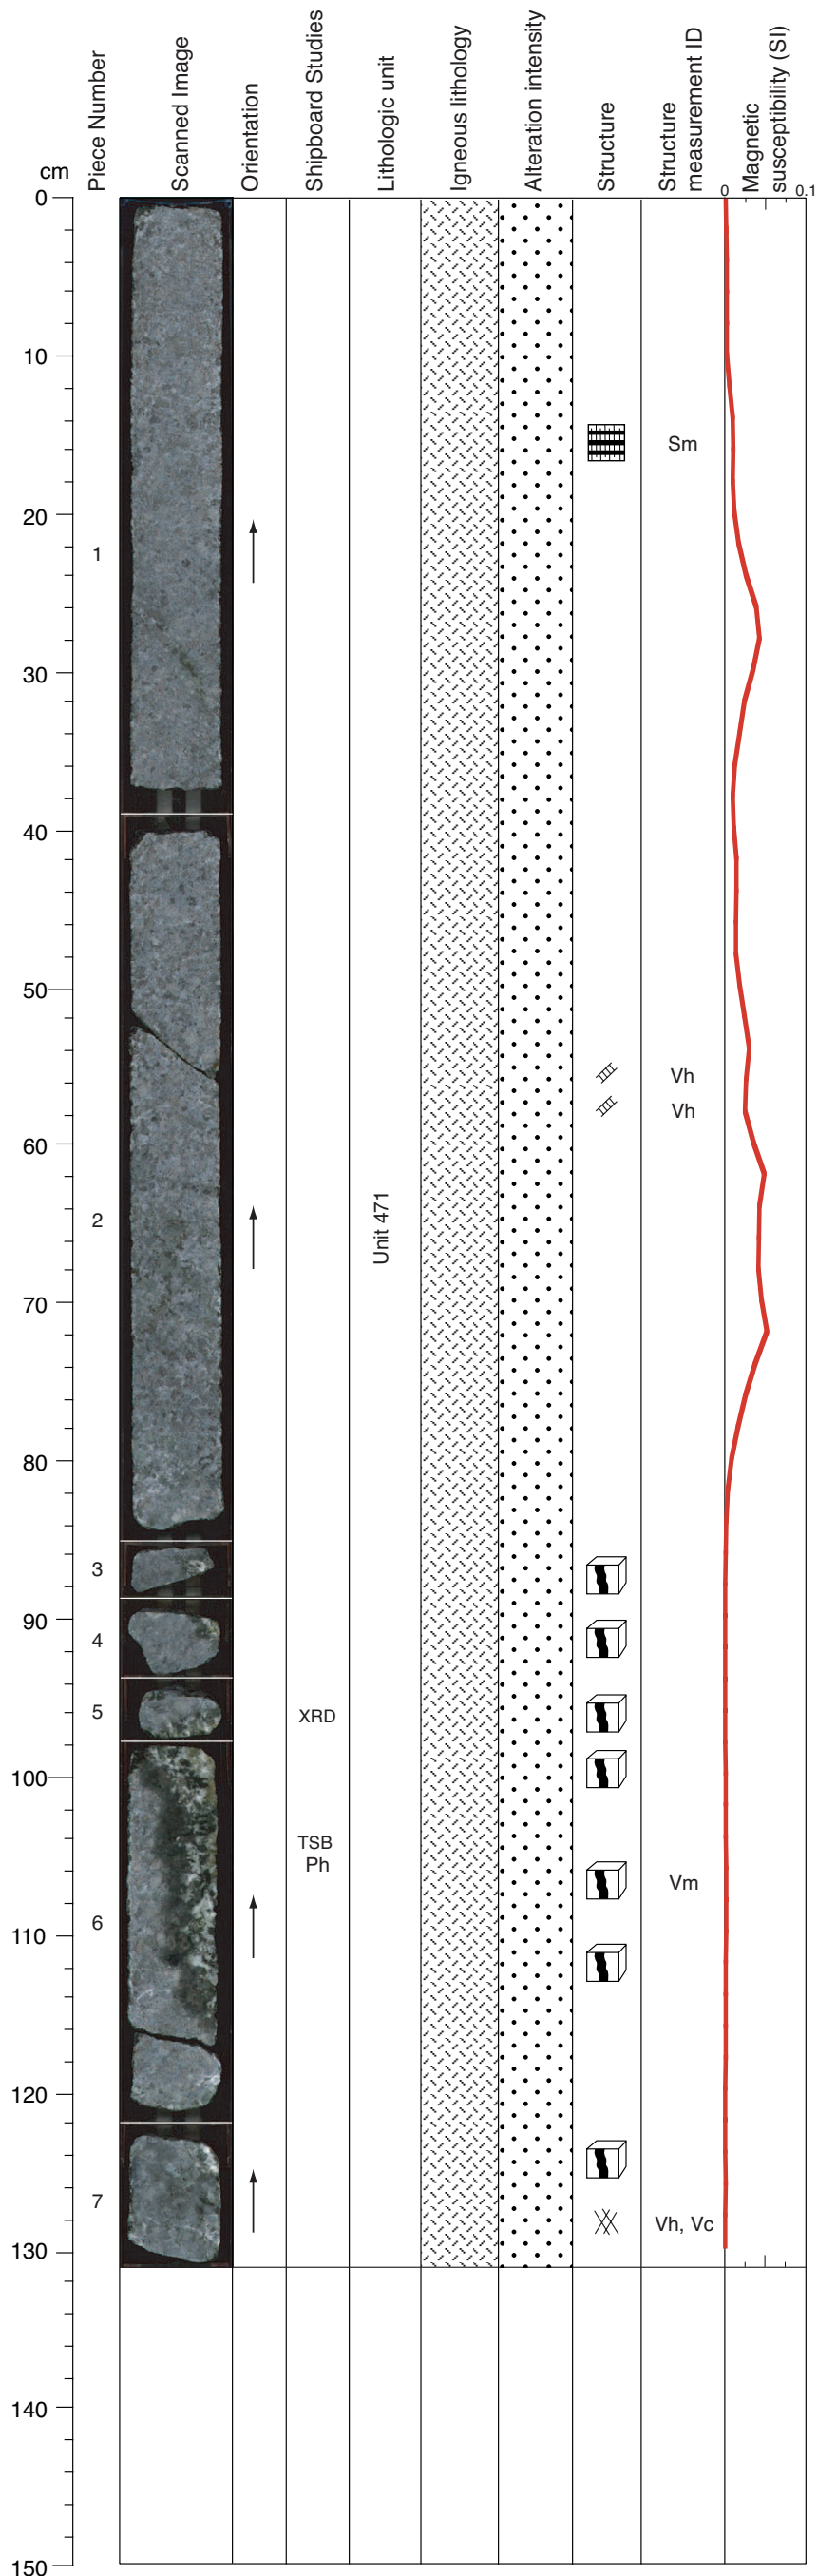 cm
Piece Number
Scanned Image
Orientation
Shipboard Studies
Lithologic unit
Igneous lithology
Alteration intensity
Structure
Structure
measurement ID
Magnetic
susceptibility (SI)
0 0.1
0
10
Sm
20
1
30
40
50
Vh
Vh
60
2
Unit 471
70
80
3
90
4
5 XRD
100
TSB
Ph
Vm
6
110
120
7
Vh, Vc
130
140
150